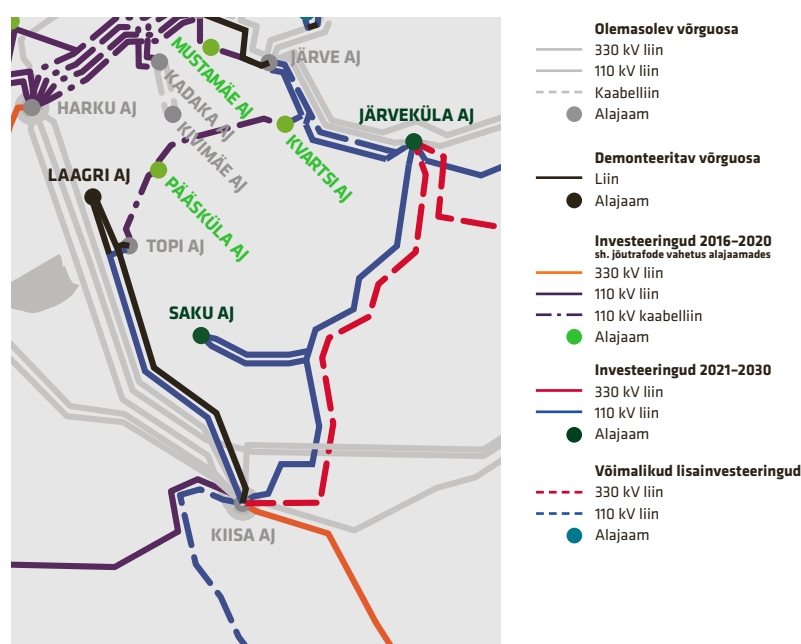 MUSTAMÄE AJ
JÄRVE AJ
KADAKA AJ
HARKU AJ
KIVIMÄE AJ
JÄRVEKÜLA AJ
KVARTSI AJ
LAAGRI AJ
PÄÄSKÜLA AJ
TOPI AJ
SAKU AJ
KIISA AJ
Olemasolev võrguosa
330 kV liin
110 kV liin
Kaabelliin
Alajaam
Demonteeritav võrguosa
Liin
Alajaam
Investeeringud 2016–2020
sh. jõutrafode vahetus alajaamades
330 kV liin
110 kV liin
110 kV kaabelliin
Alajaam
Investeeringud 2021–2030
330 kV liin
110 kV liin
Alajaam
Võimalikud lisainvesteeringud
330 kV liin
110 kV liin
Alajaam